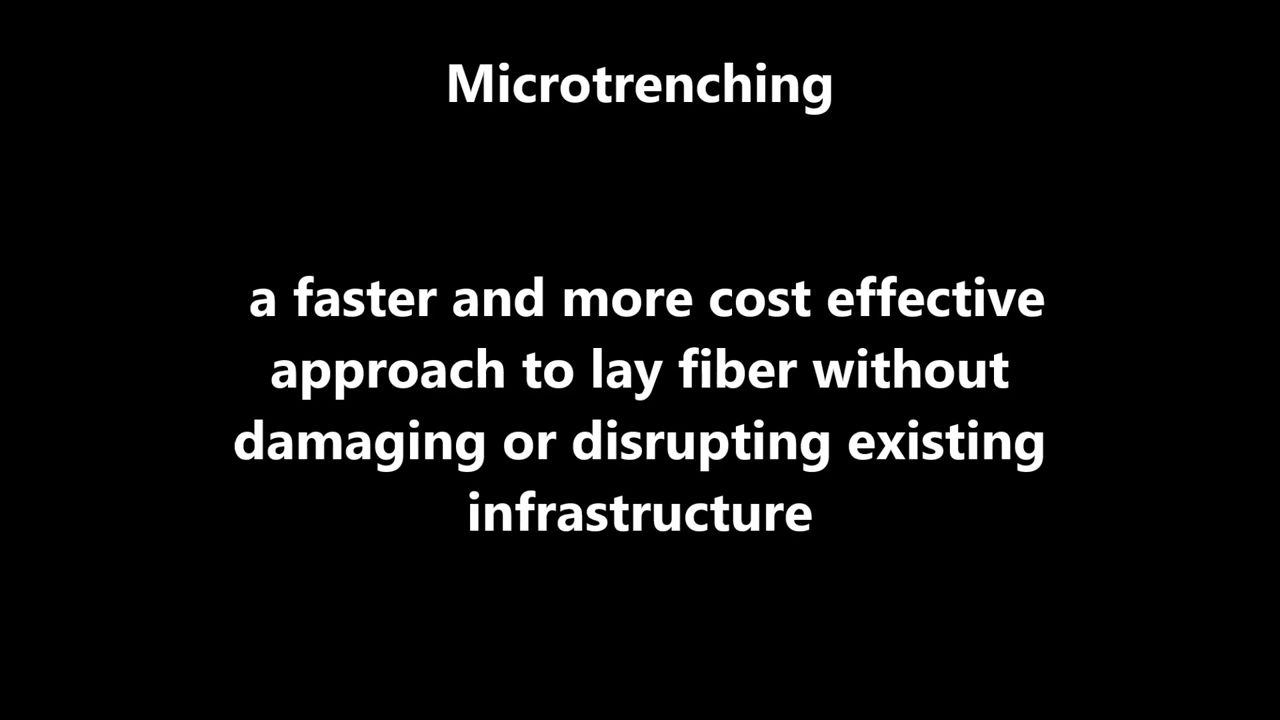 Microtrenching
a faster and more cost effective
approach to lay fiber without
damaging or disrupting existing
infrastructure